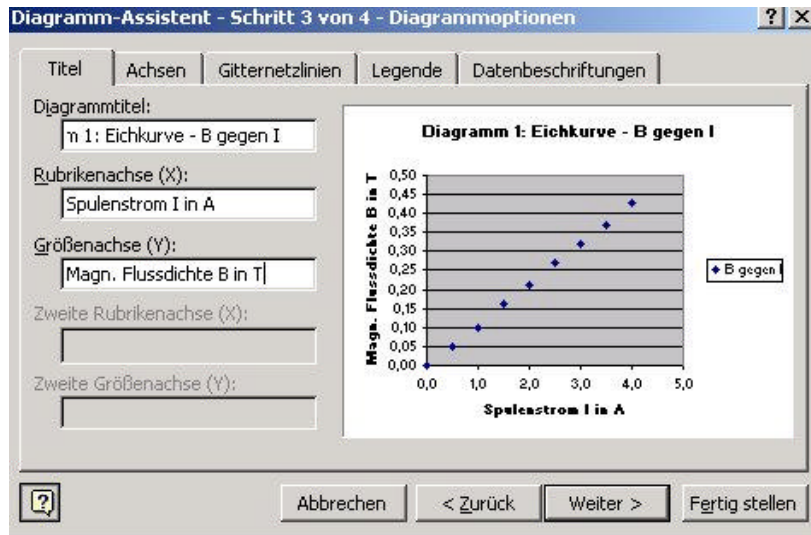 Diagramm-Assistent - Schritt 3 von 4 - Diagrammoptionen
Titel Achsen Gitternetzlinien Legende Datenbeschriftungen
Diagrammtitel:
n 1: Eichkurve - B gegen I
Rubrikenachse (X):
Spulenstrom I in A
Größenachse (Y):
Magn. Flussdichte B in T
Zweite Rubrikenachse (X):
Zweite Größenachse (Y):
Diagramm 1: Eichkurve - B gegen I
Magn. Flussdichte B in T
0,50
0,45
0,40
0,35
0,30
0,25
0,20
0,15
0,10
0,05
0,00
0,0 1,0 2,0 3,0 4,0 5,0
Spulenstrom I in A
B gegen I
Abbrechen < Zurück Weiter > Fertig stellen